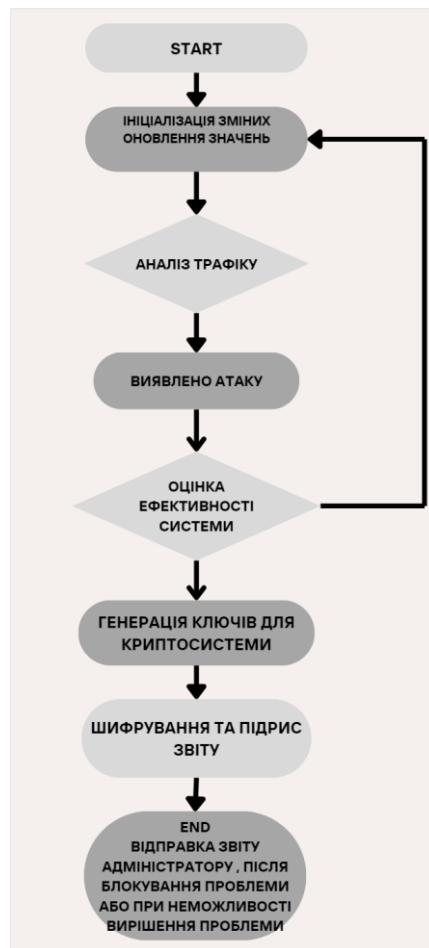 START
ІНІЦІАЛІЗАЦІЯ ЗМІНИХ
ОНОВЛЕННЯ ЗНАЧЕНЬ
АНАЛІЗ ТРАФІКУ
ВИЯВЛЕНО АТАКУ
ОЦІНКА
ЕФЕКТИВНОСТІ
СИСТЕМИ
ГЕНЕРАЦІЯ КЛЮЧІВ ДЛЯ
КРИПТОСИСТЕМИ
ШИФРУВАННЯ ТА ПІДРИС
ЗВІТУ
END
ВІДПРАВКА ЗВІТУ
АДМІНІСТРАТОРУ , ПІСЛЯ
БЛОКУВАННЯ ПРОБЛЕМИ
АБО ПРИ НЕМОЖЛИВОСТІ
ВИРІШЕННЯ ПРОБЛЕМИ